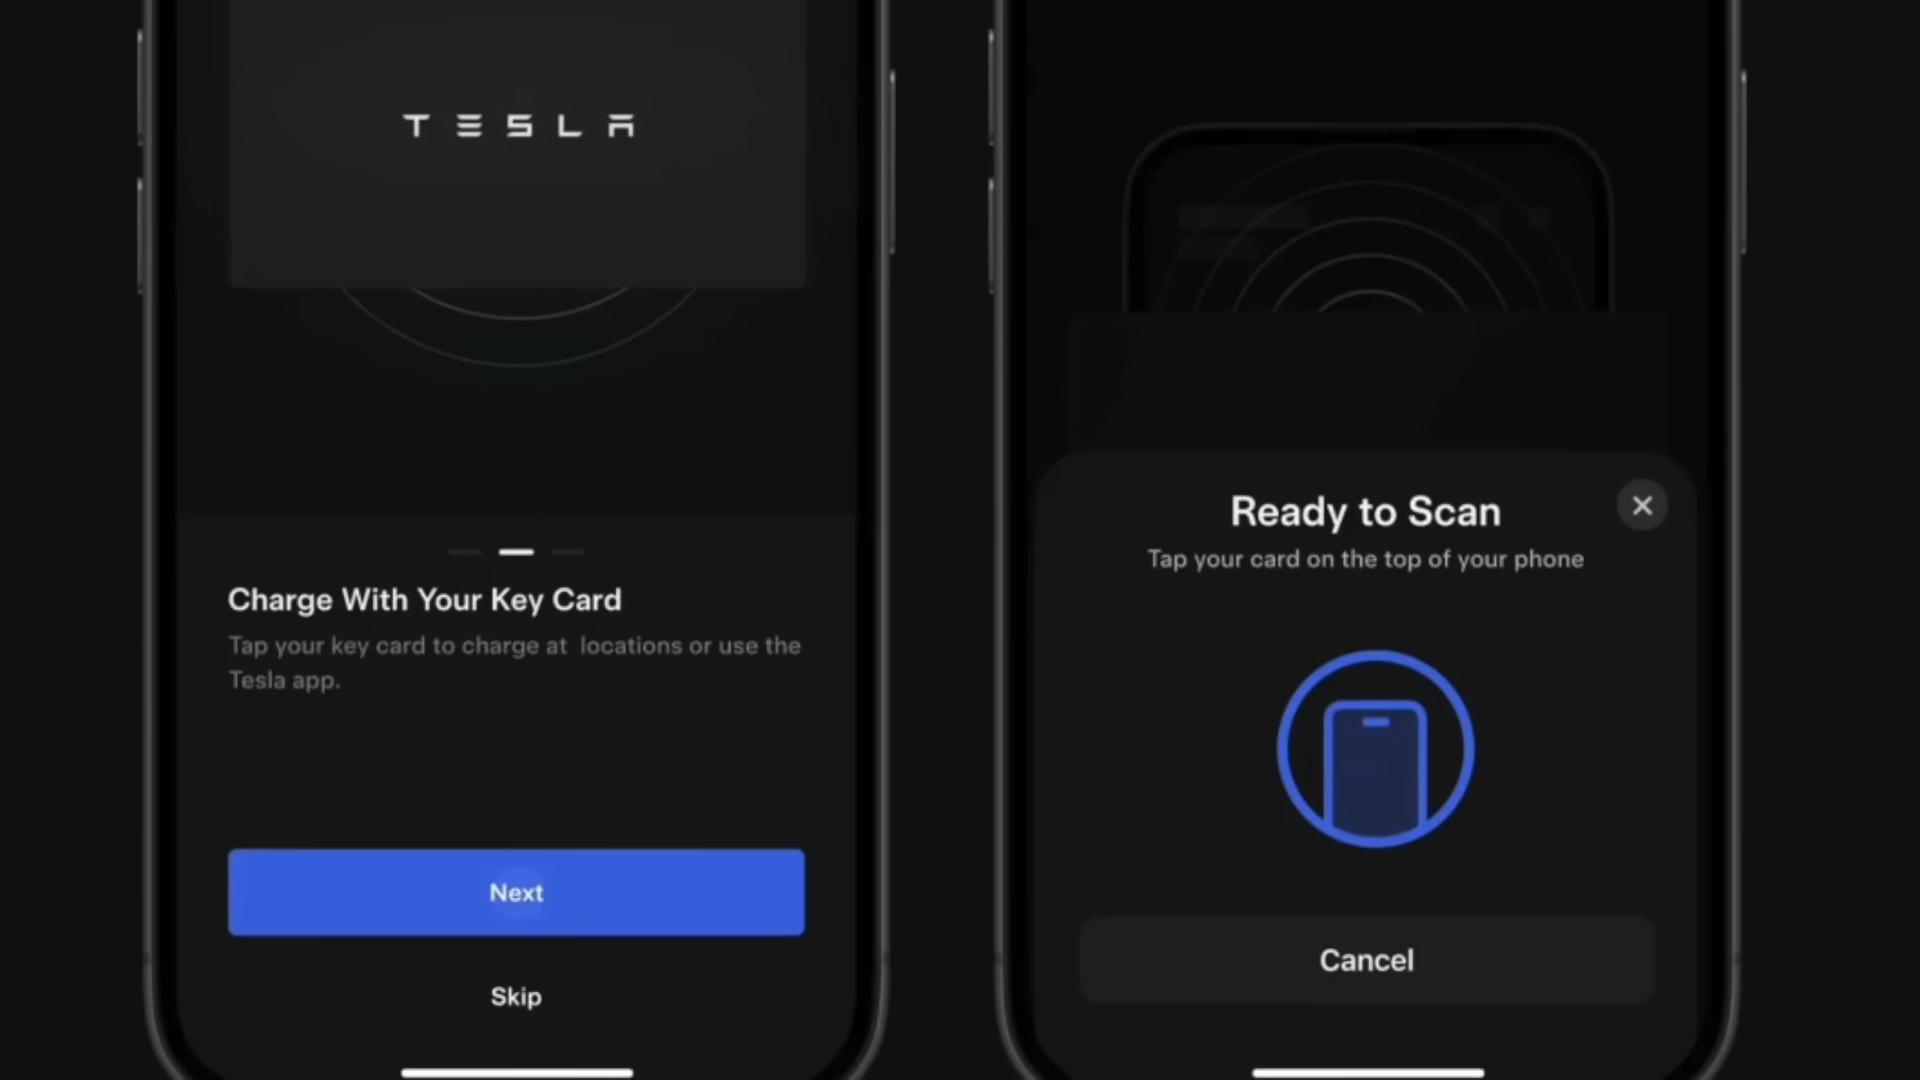 TESLA
Charge With Your Key Card
Tap your key card to charge at locations or use the
Tesla app.
Next
Skip
Ready to Scan
Tap your card on the top of your phone
Cancel